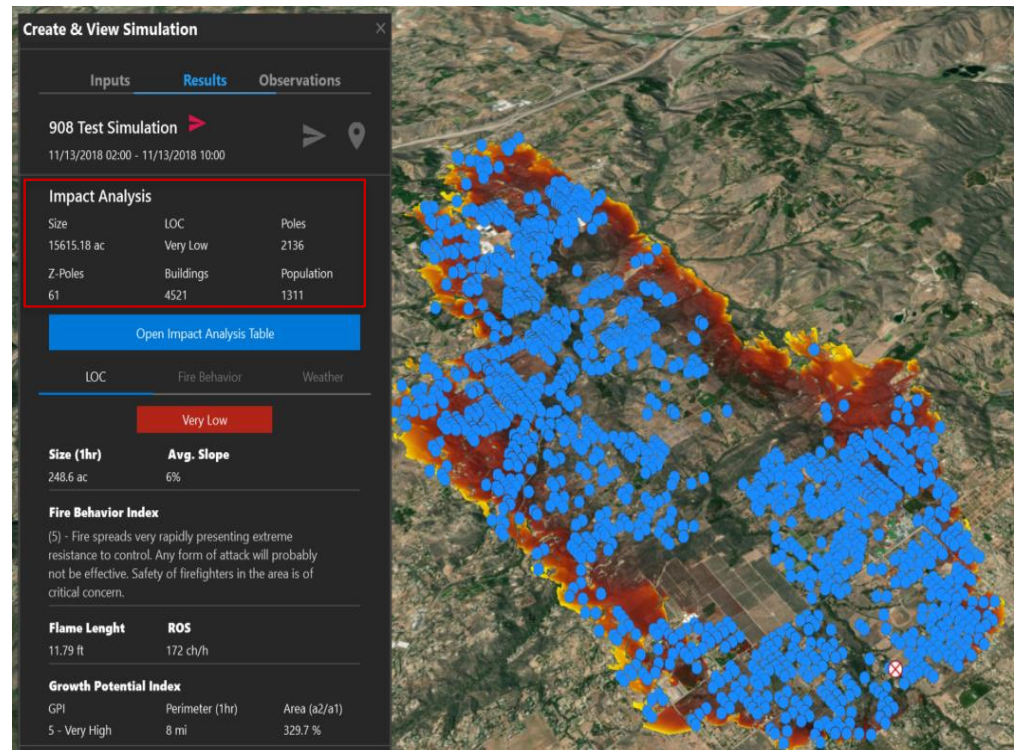 Create & View Simulation
Inputs Results Observations
908 Test Simulation
11/13/2018 02:00 - 11/13/2018 10:00
Impact Analysis
Size LOC Poles
15615.18 ac Very Low 2136
Z-Poles Buildings Population
61 4521 1311
Open Impact Analysis Table
LOC Fire Behavior Weather
Very Low
Size (1hr) Avg. Slope
248.6 ac 6%
Fire Behavior Index
(5) - Fire spreads very rapidly presenting extreme
resistance to control. Any form of attack will probably
not be effective. Safety of firefighters in the area is of
critical concern.
Flame Lenght ROS
11.79 ft 172 ch/h
Growth Potential Index
GPI Perimeter (1hr) Area (a2/a1)
5 - Very High 8 mi 329.7 %